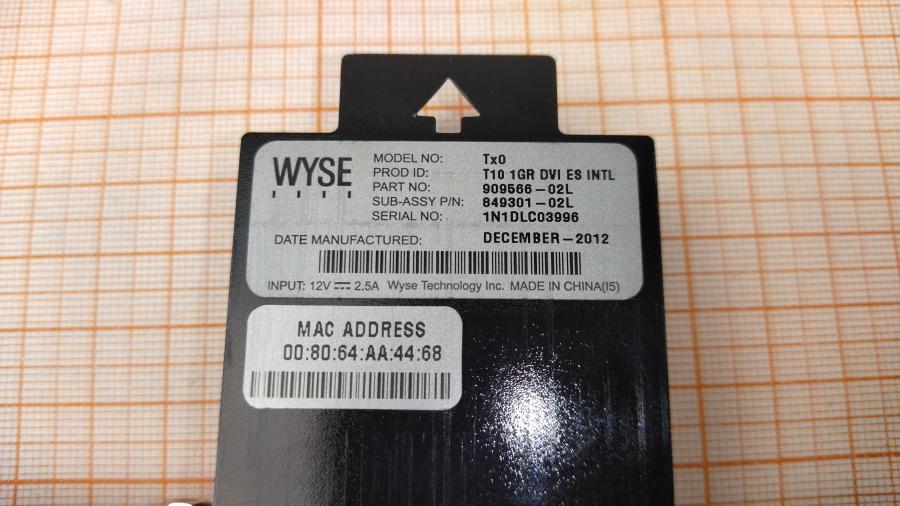 WYSE
MODEL NO: Tx0
PROD ID: T10 1GR DVI ES INTL
PART NO: 909566-02L
SUB-ASSY P/N: 849301-02L
SERIAL NO: 1N1DLC03996
DATE MANUFACTURED: DECEMBER-2012
INPUT: 12V ⎓ 2.5A Wyse Technology Inc. MADE IN CHINA(I5)
MAC ADDRESS
00:80:64:AA:44:68